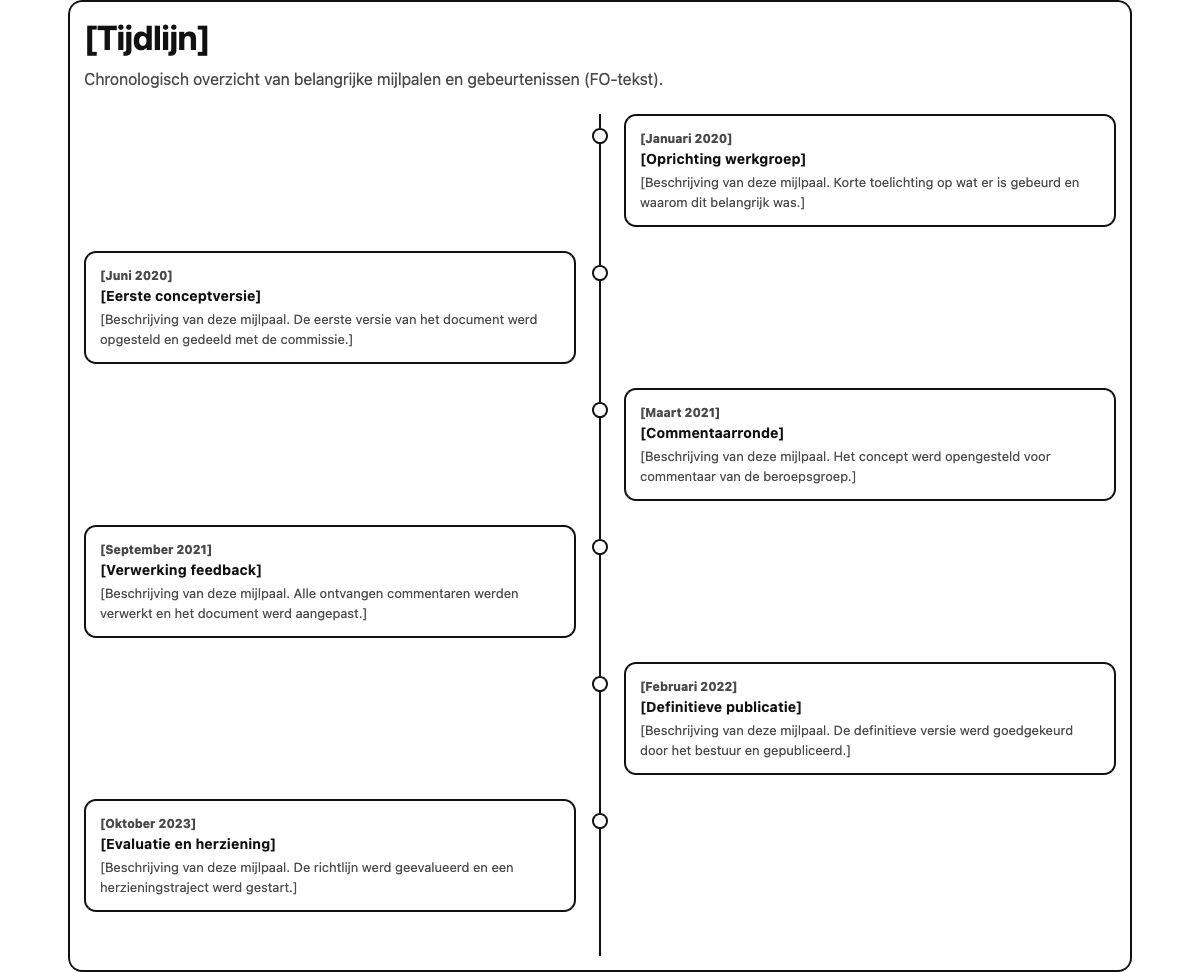 [Tijdlijn]
Chronologisch overzicht van belangrijke mijlpalen en gebeurtenissen (FO-tekst).
[Januari 2020]
[Oprichting werkgroep]
[Beschrijving van deze mijlpaal. Korte toelichting op wat er is gebeurd en
waarom dit belangrijk was.]
[Juni 2020]
[Eerste conceptversie]
[Beschrijving van deze mijlpaal. De eerste versie van het document werd
opgesteld en gedeeld met de commissie.]
[Maart 2021]
[Commentaarronde]
[Beschrijving van deze mijlpaal. Het concept werd opengesteld voor
commentaar van de beroepsgroep.]
[September 2021]
[Verwerking feedback]
[Beschrijving van deze mijlpaal. Alle ontvangen commentaren werden
verwerkt en het document werd aangepast.]
[Februari 2022]
[Definitieve publicatie]
[Beschrijving van deze mijlpaal. De definitieve versie werd goedgekeurd
door het bestuur en gepubliceerd.]
[Oktober 2023]
[Evaluatie en herziening]
[Beschrijving van deze mijlpaal. De richtlijn werd geevalueerd en een
herzieningstraject werd gestart.]